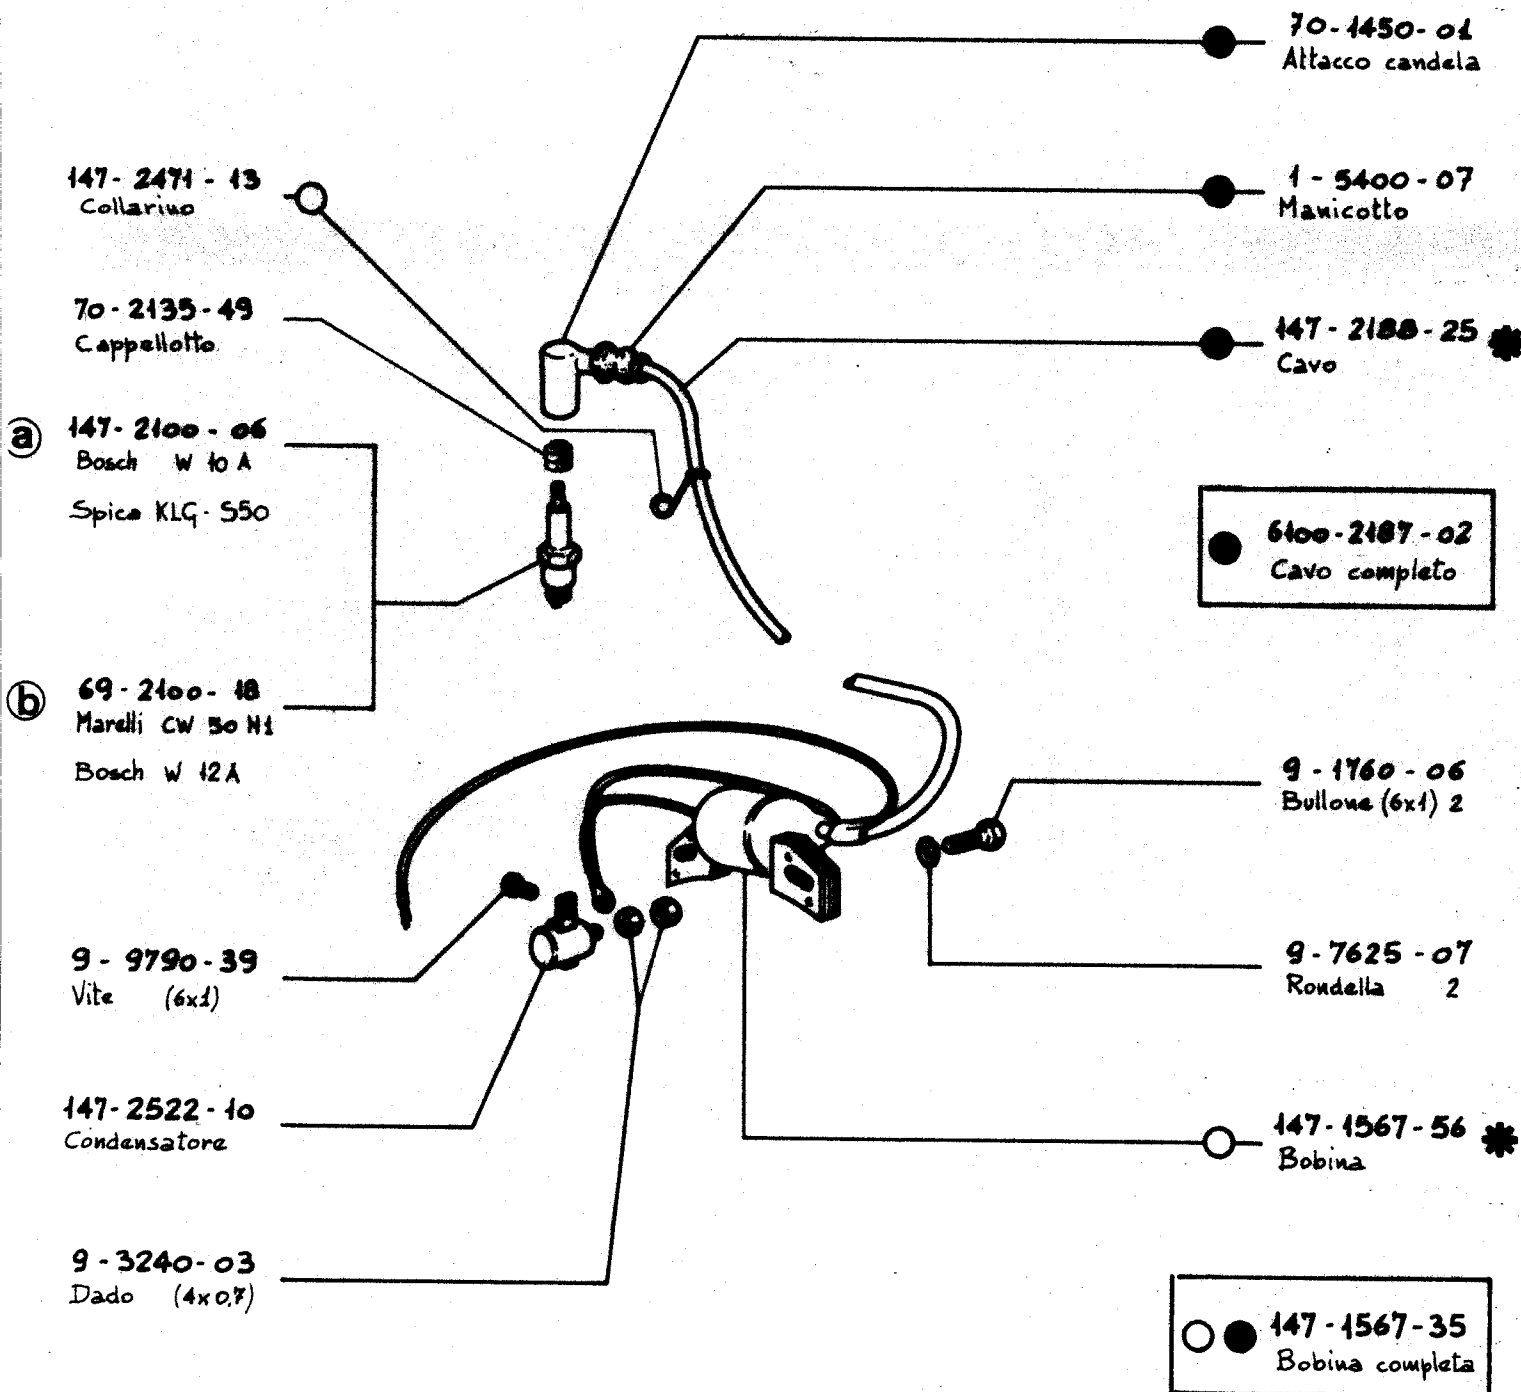 70-1450-01
Attacco candela
147-2471-13
Collarino
1-5400-07
Manicotto
70-2135-49
Cappellotto
147-2188-25 ✱
Cavo
a
147-2100-06
Bosch W 10 A
Spica KLG-S50
6100-2187-02
Cavo completo
b
69-2100-18
Marelli CW 50 N1
Bosch W 12A
9-1760-06
Bullone (6x1) 2
9-9790-39
Vite (6x1)
9-7625-07
Rondella 2
147-2522-10
Condensatore
147-1567-56 ✱
Bobina
9-3240-03
Dado (4x0,7)
147-1567-35
Bobina completa